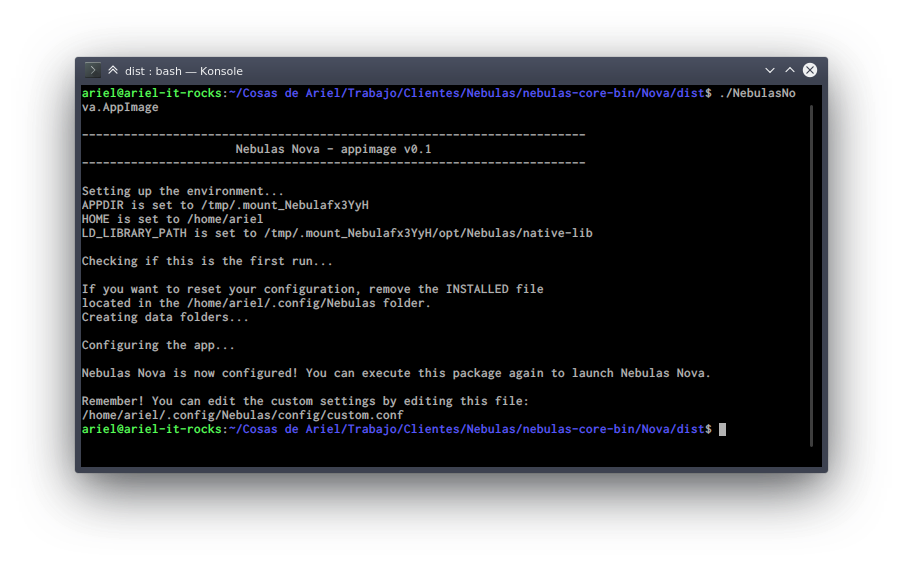 dist : bash — Konsole
ariel@ariel-it-rocks:~/Cosas de Ariel/Trabajo/Clientes/Nebulas/nebulas-core-bin/Nova/dist$ ./NebulasNo
va.AppImage
------------------------------------------------------------------------
Nebulas Nova - appimage v0.1
------------------------------------------------------------------------
Setting up the environment...
APPDIR is set to /tmp/.mount_Nebulafx3YyH
HOME is set to /home/ariel
LD_LIBRARY_PATH is set to /tmp/.mount_Nebulafx3YyH/opt/Nebulas/native-lib
Checking if this is the first run...
If you want to reset your configuration, remove the INSTALLED file
located in the /home/ariel/.config/Nebulas folder.
Creating data folders...
Configuring the app...
Nebulas Nova is now configured! You can execute this package again to launch Nebulas Nova.
Remember! You can edit the custom settings by editing this file:
/home/ariel/.config/Nebulas/config/custom.conf
ariel@ariel-it-rocks:~/Cosas de Ariel/Trabajo/Clientes/Nebulas/nebulas-core-bin/Nova/dist$